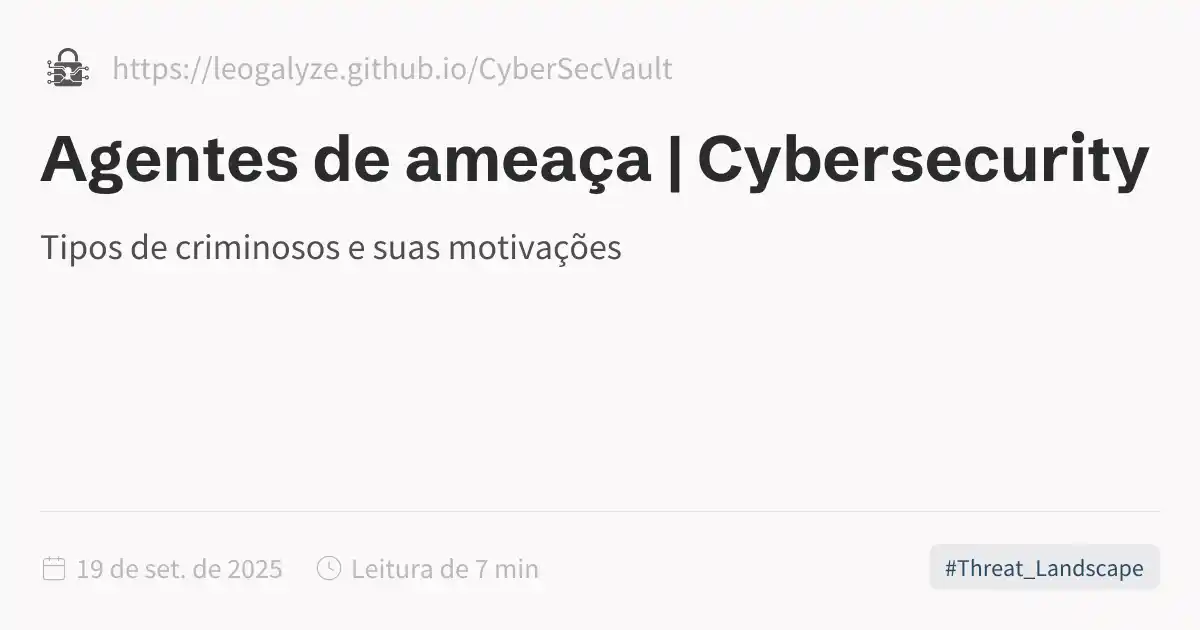 https://leogalyze.github.io/CyberSecVault
Agentes de ameaça | Cybersecurity
Tipos de criminosos e suas motivações
19 de set. de 2025
Leitura de 7 min
#Threat_Landscape